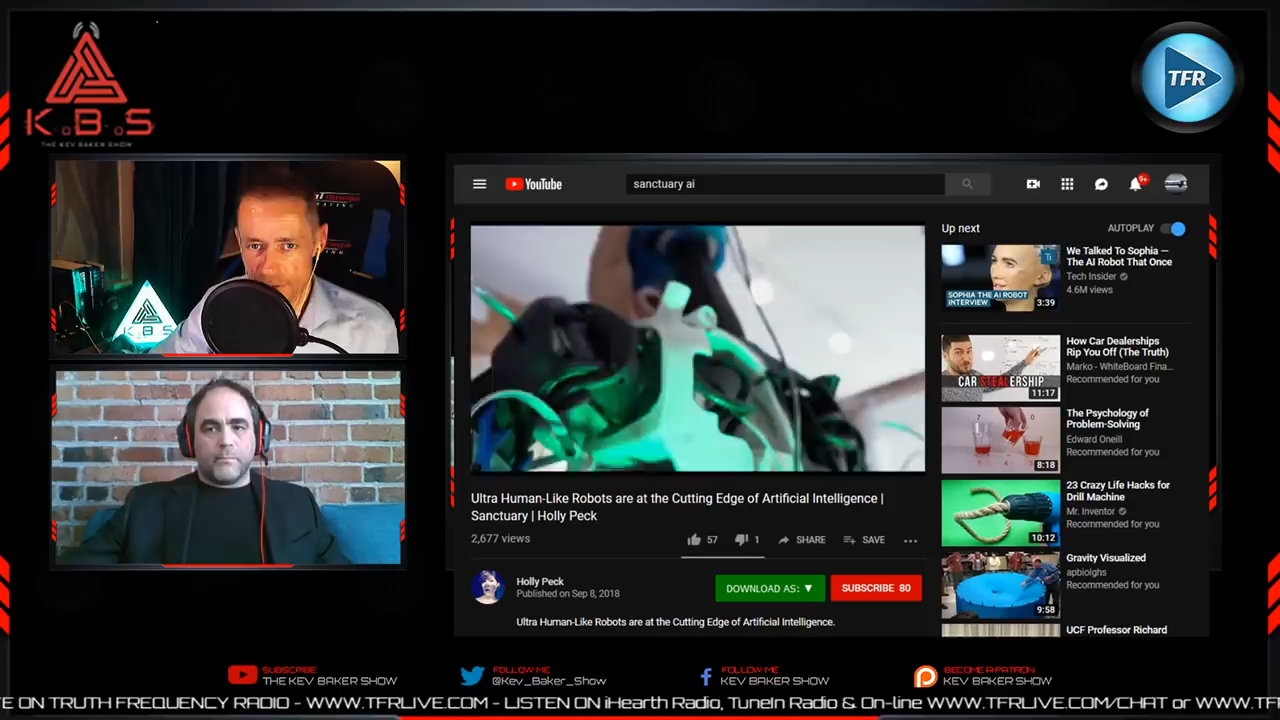 K.B.S
THE KEV BAKER SHOW
TFR
KBS
YouTube
sanctuary ai
9+
Up next
AUTOPLAY
We Talked To Sophia —
The AI Robot That Once
Tech Insider
4.6M views
SOPHIA THE AI ROBOT
INTERVIEW
3:39
How Car Dealerships
Rip You Off (The Truth)
Marko - WhiteBoard Fina...
Recommended for you
CAR STEALERSHIP
11:17
The Psychology of
Problem-Solving
Edward Oneill
Recommended for you
8:18
23 Crazy Life Hacks for
Drill Machine
Mr. Inventor
Recommended for you
10:12
Gravity Visualized
apbiolghs
Recommended for you
9:58
UCF Professor Richard
Ultra Human-Like Robots are at the Cutting Edge of Artificial Intelligence |
Sanctuary | Holly Peck
2,677 views
57
1
SHARE
SAVE
Holly Peck
Published on Sep 8, 2018
DOWNLOAD AS: ▼
SUBSCRIBE 80
Ultra Human-Like Robots are at the Cutting Edge of Artificial Intelligence.
SUBSCRIBE
THE KEV BAKER SHOW
FOLLOW ME
@Kev_Baker_Show
FOLLOW ME
KEV BAKER SHOW
BECOME A PATRON
KEV BAKER SHOW
E ON TRUTH FREQUENCY RADIO - WWW.TFRLIVE.COM - LISTEN ON iHearth Radio, TuneIn Radio & On-line WWW.TFRLIVE.COM/CHAT or WWW.TF